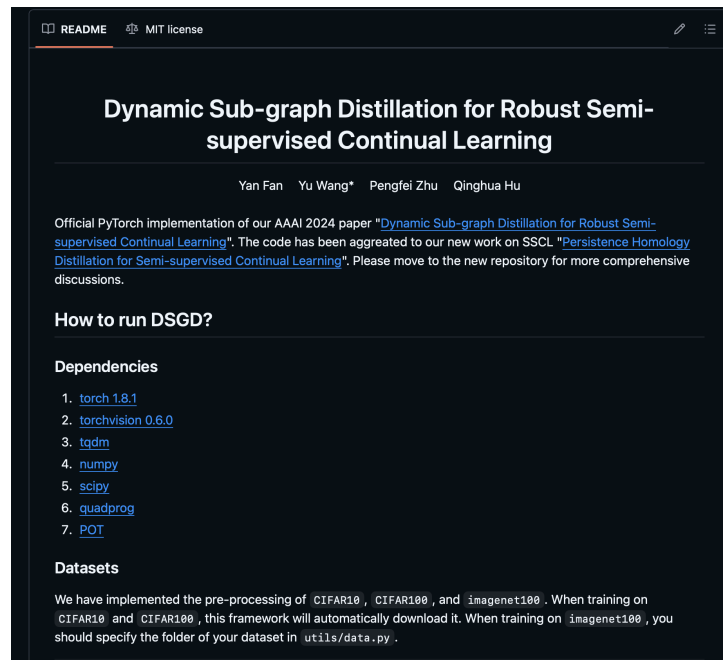 README MIT license
Dynamic Sub-graph Distillation for Robust Semi-
supervised Continual Learning
Yan Fan Yu Wang* Pengfei Zhu Qinghua Hu
Official PyTorch implementation of our AAAI 2024 paper "Dynamic Sub-graph Distillation for Robust Semi-
supervised Continual Learning". The code has been aggreated to our new work on SSCL "Persistence Homology
Distillation for Semi-supervised Continual Learning". Please move to the new repository for more comprehensive
discussions.
How to run DSGD?
Dependencies
1. torch 1.8.1
2. torchvision 0.6.0
3. tqdm
4. numpy
5. scipy
6. quadprog
7. POT
Datasets
We have implemented the pre-processing of CIFAR10, CIFAR100, and imagenet100. When training on
CIFAR10 and CIFAR100, this framework will automatically download it. When training on imagenet100, you
should specify the folder of your dataset in utils/data.py.